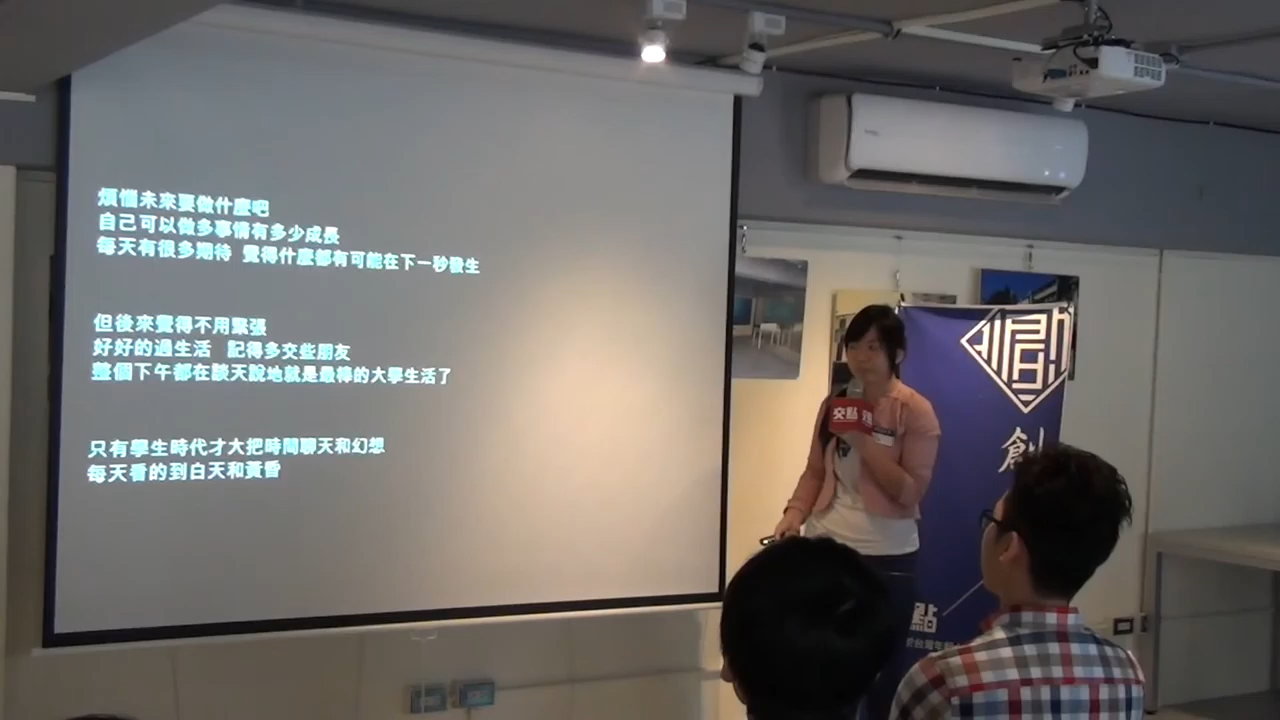 煩惱未來要做什麼吧
自己可以做多事情有多少成長
每天有很多期待 覺得什麼都有可能在下一秒發生
但後來覺得不用緊張
好好的過生活 記得多交些朋友
整個下午都在談天說地就是最棒的大學生活了
只有學生時代才大把時間聊天和幻想
每天看的到白天和黃昏
交點
創
點